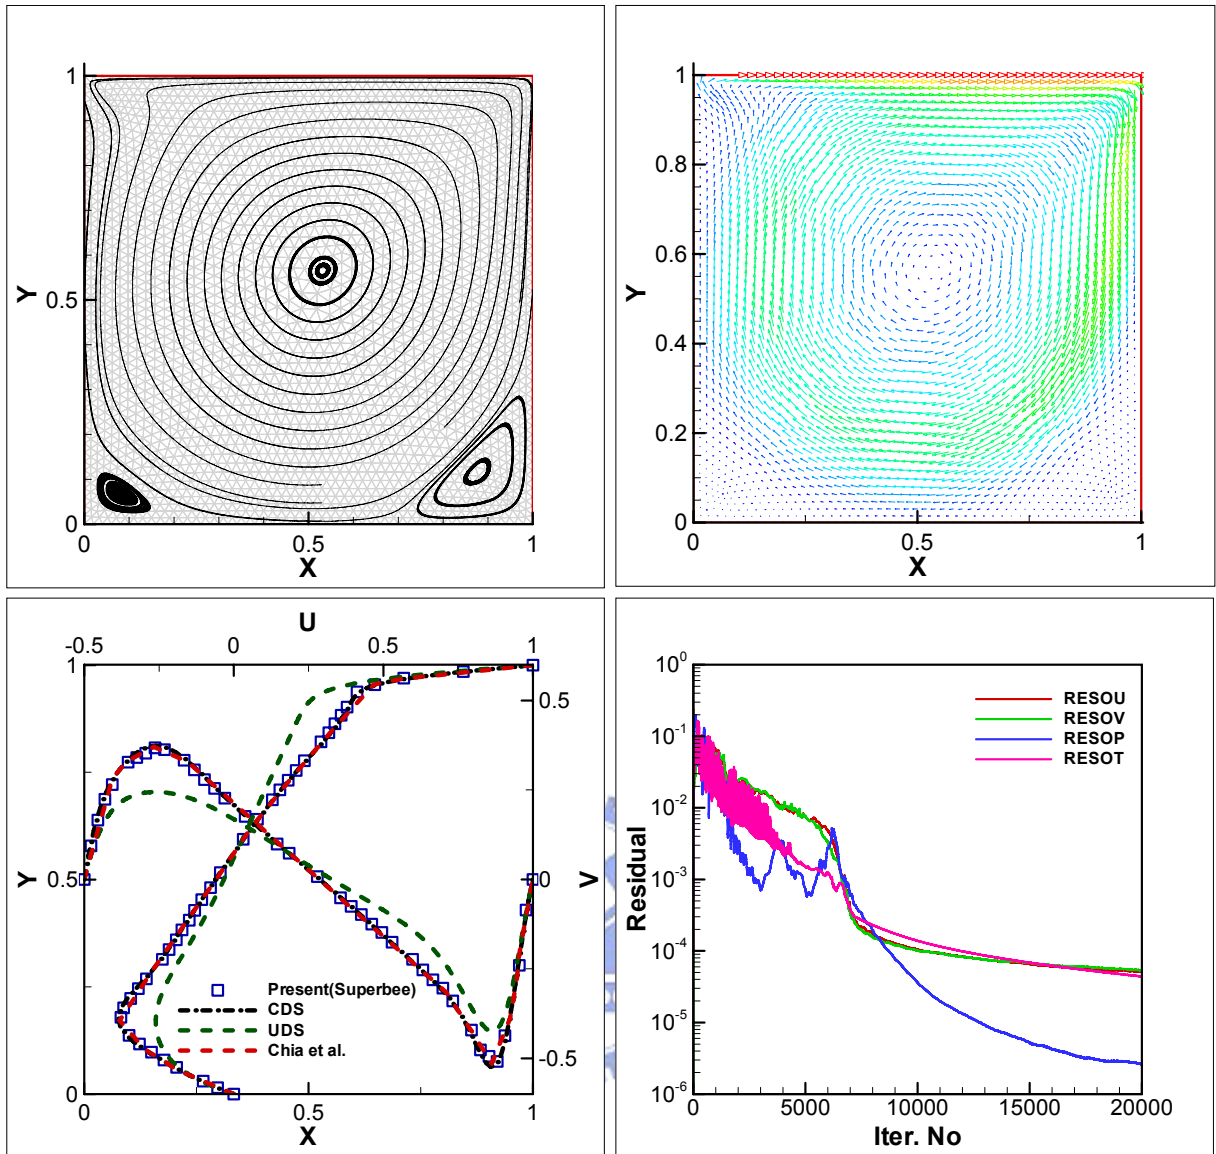 1
Y
0.5
0
0
0.5
1
X
1
0.8
Y
0.6
0.4
0.2
0
0
0.5
1
X
U
-0.5
0
0.5
1
1
0.5
Y
0.5
0
V
Present(Superbee)
CDS
UDS
Chia et al.
-0.5
0
0
0.5
1
X
10^0
RESOU
RESOV
RESOP
RESOT
10^-1
10^-2
Residual
10^-3
10^-4
10^-5
10^-6
0
5000
10000
15000
20000
Iter. No